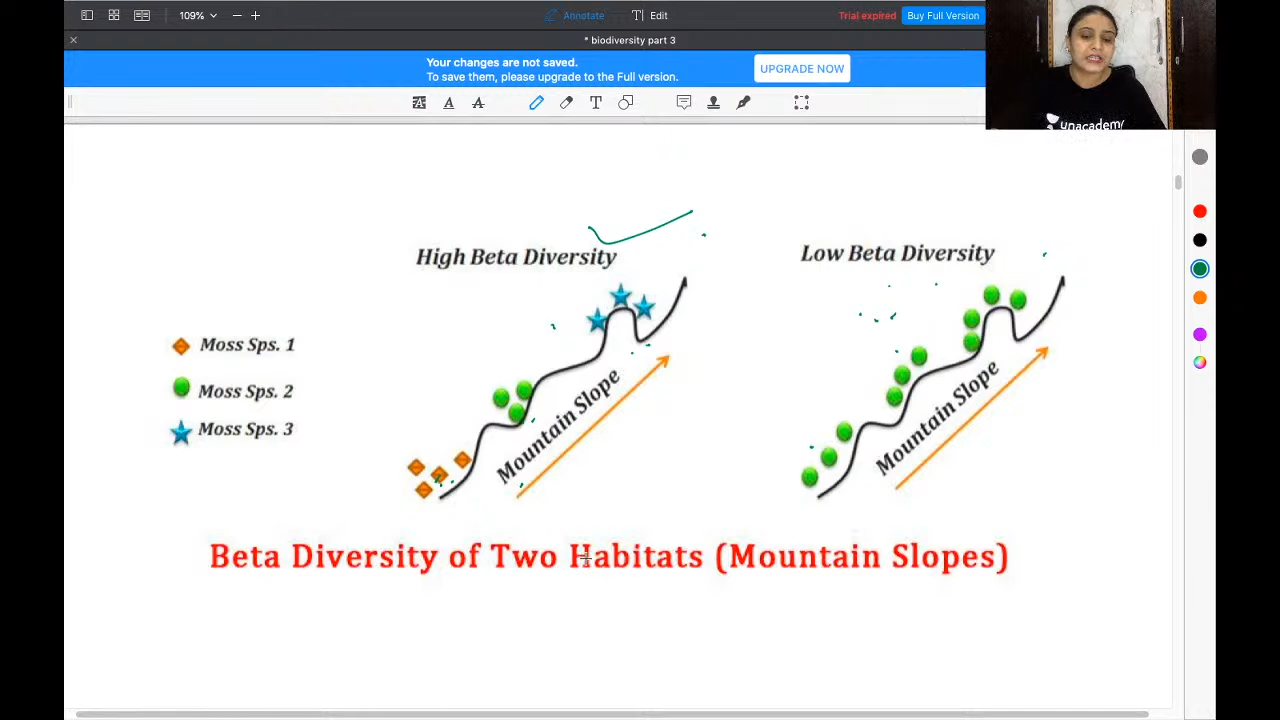 109%
Annotate
T Edit
Trial expired
Buy Full Version
* biodiversity part 3
Your changes are not saved.
To save them, please upgrade to the Full version.
UPGRADE NOW
unacademy
High Beta Diversity
Low Beta Diversity
Moss Sps. 1
Moss Sps. 2
Moss Sps. 3
Mountain Slope
Mountain Slope
Beta Diversity of Two Habitats (Mountain Slopes)